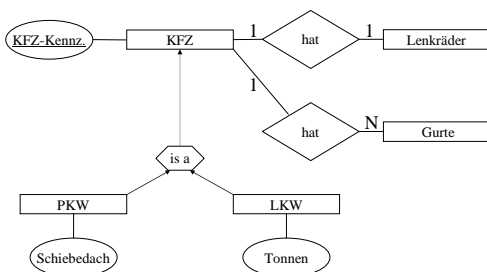 KFZ-Kennz.
KFZ
1
hat
1
Lenkräder
1
hat
N
Gurte
is a
PKW
LKW
Schiebedach
Tonnen